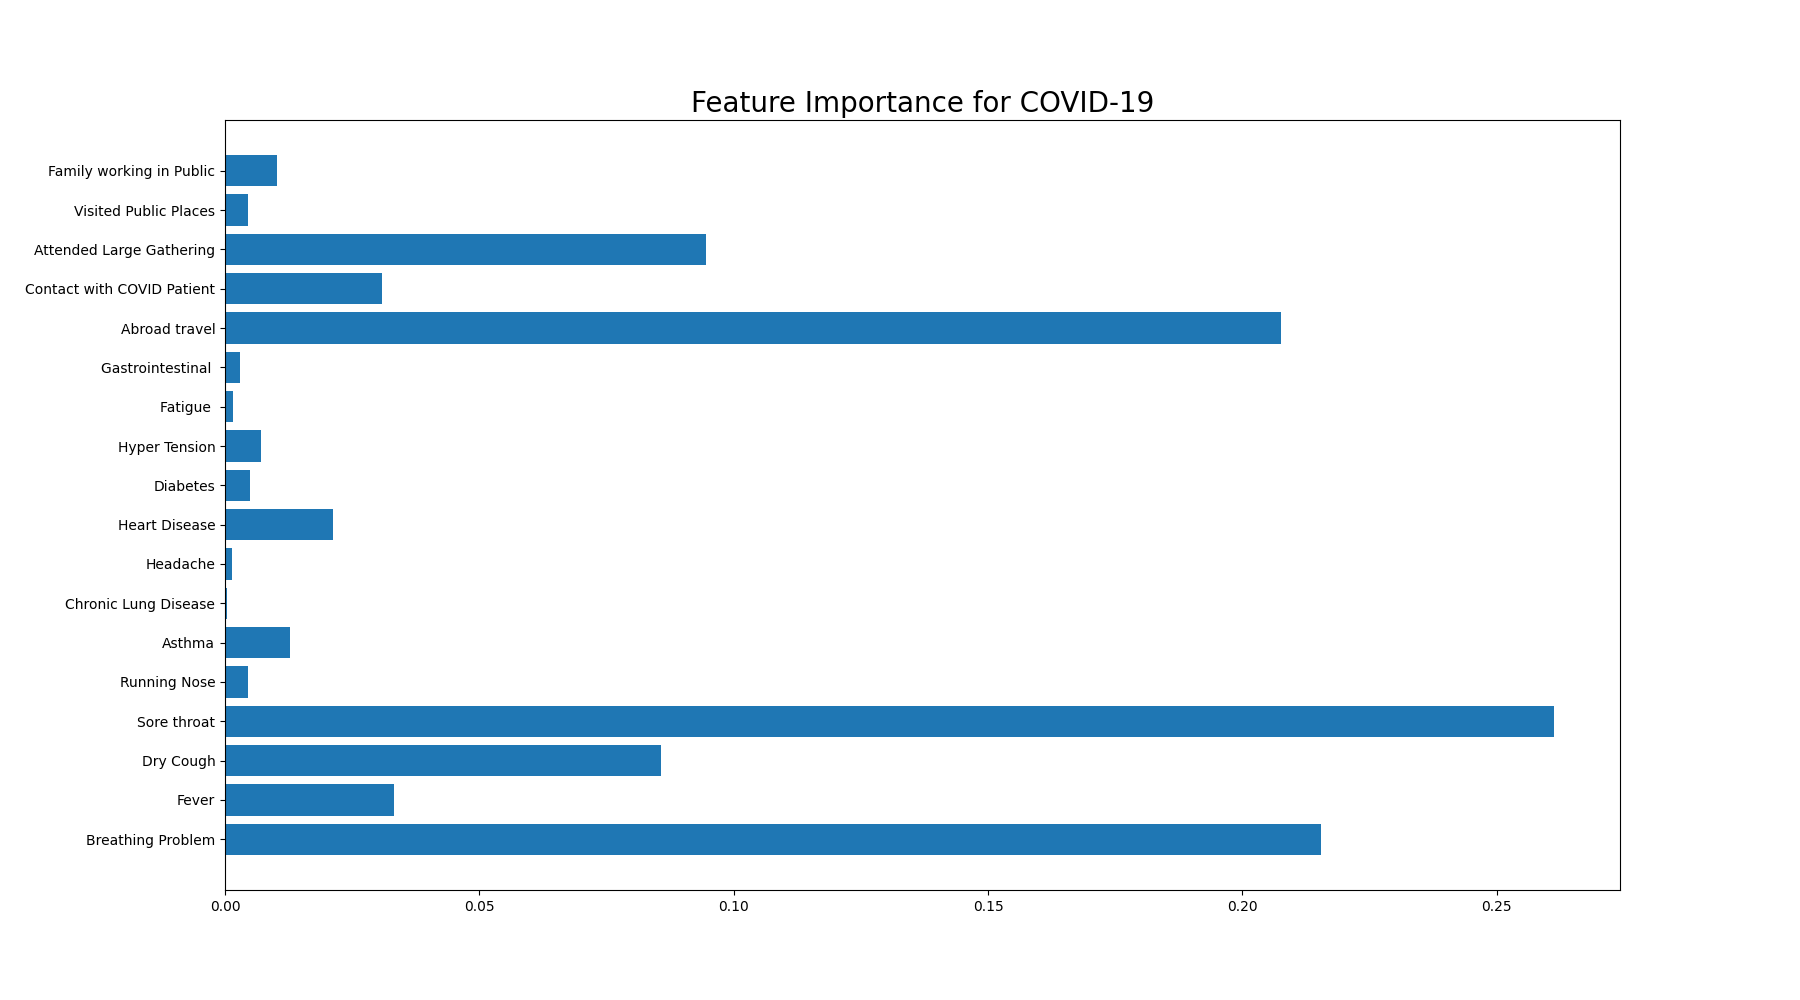 Feature Importance for COVID-19
Family working in Public
Visited Public Places
Attended Large Gathering
Contact with COVID Patient
Abroad travel
Gastrointestinal
Fatigue
Hyper Tension
Diabetes
Heart Disease
Headache
Chronic Lung Disease
Asthma
Running Nose
Sore throat
Dry Cough
Fever
Breathing Problem
0.00 0.05 0.10 0.15 0.20 0.25